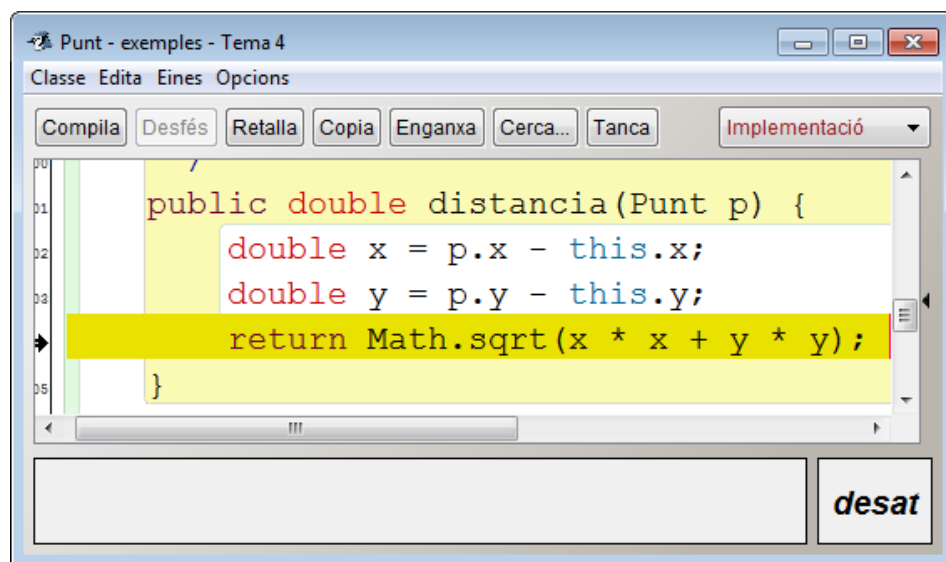 Punt - exemples - Tema 4
Classe Edita Eines Opcions
Compila Desfés Retalla Copia Enganxa Cerca... Tanca Implementació
public double distancia(Punt p) {
double x = p.x - this.x;
double y = p.y - this.y;
return Math.sqrt(x * x + y * y);
}
desat